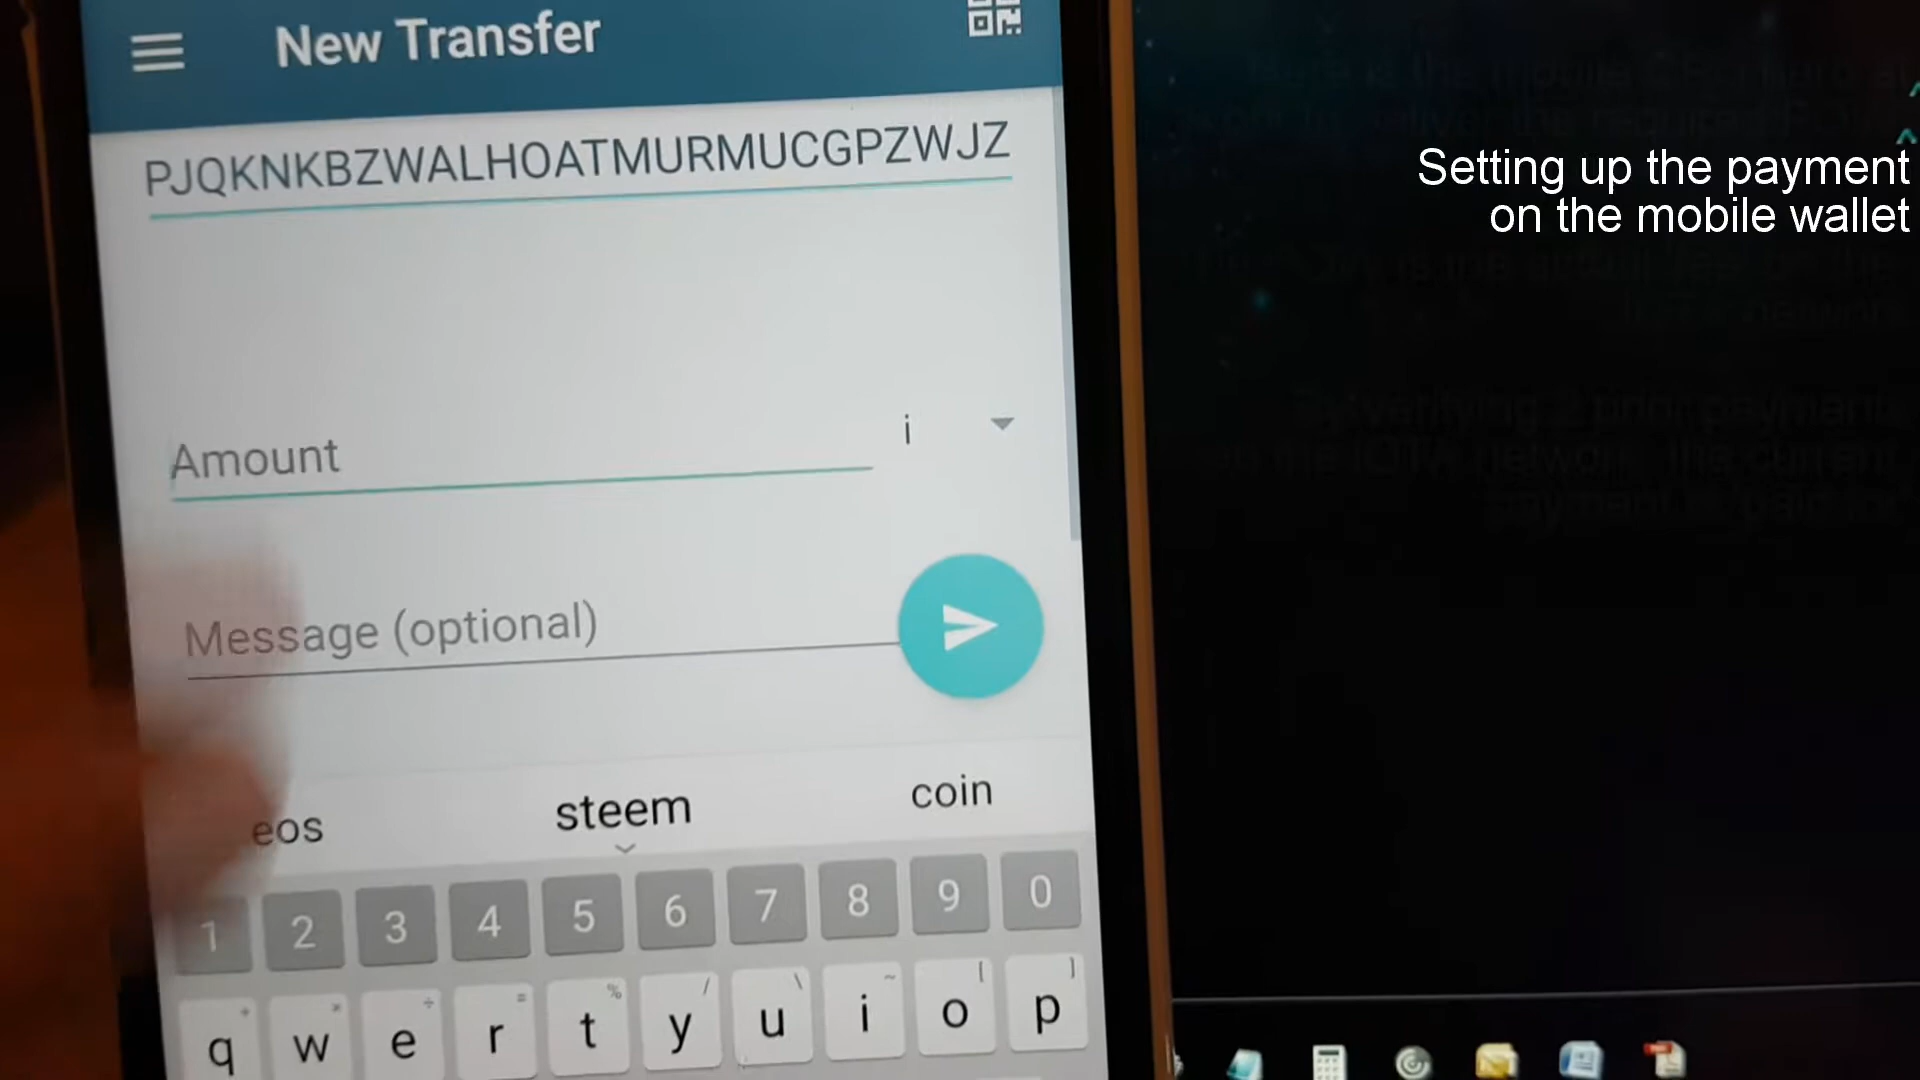 New Transfer
PJQKNKBZWALHOATMURMUCGPZWJZ
Setting up the payment
on the mobile wallet
Amount
i
Message (optional)
eos
steem
coin
1 2 3 4 5 6 7 8 9 0
+ × ÷ = % / \ ~ [ ]
q w e r t y u i o p